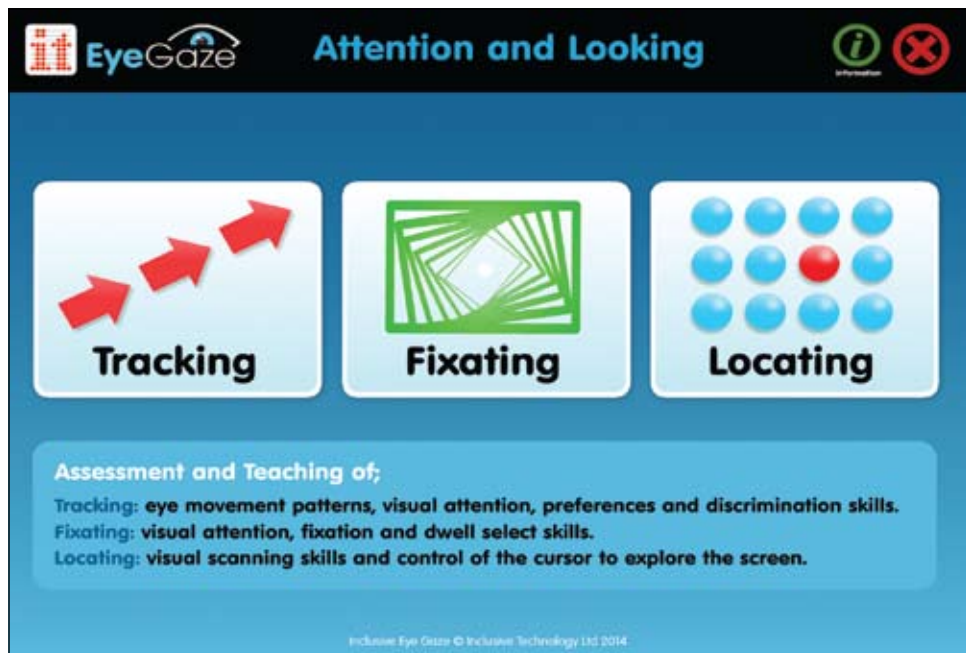 it EyeGaze Attention and Looking
information
Tracking Fixating Locating
Assessment and Teaching of;
Tracking: eye movement patterns, visual attention, preferences and discrimination skills.
Fixating: visual attention, fixation and dwell select skills.
Locating: visual scanning skills and control of the cursor to explore the screen.
Inclusive Eye Gaze © Inclusive Technology Ltd 2014